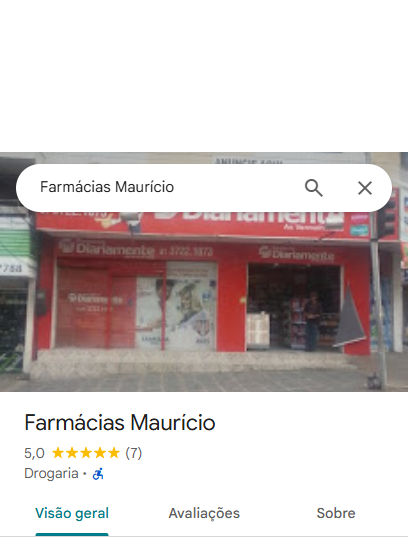 ANUNCIE AQUI
Farmácias Maurício
Diariamente
Diariamente 3722.1873
Diariamente
Diariamente
Farmácias Maurício
5,0 (7)
Drogaria ·
Visão geral
Avaliações
Sobre